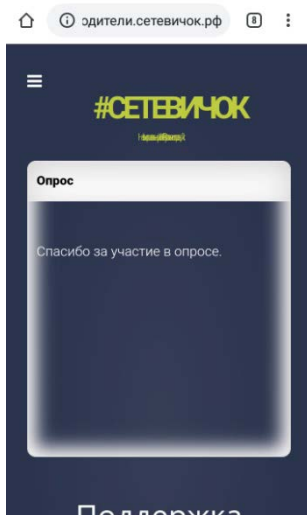 одители.сетевичок.рф
8
#СЕТЕВИЧОК
Опрос
Спасибо за участие в опросе.
Поддержка